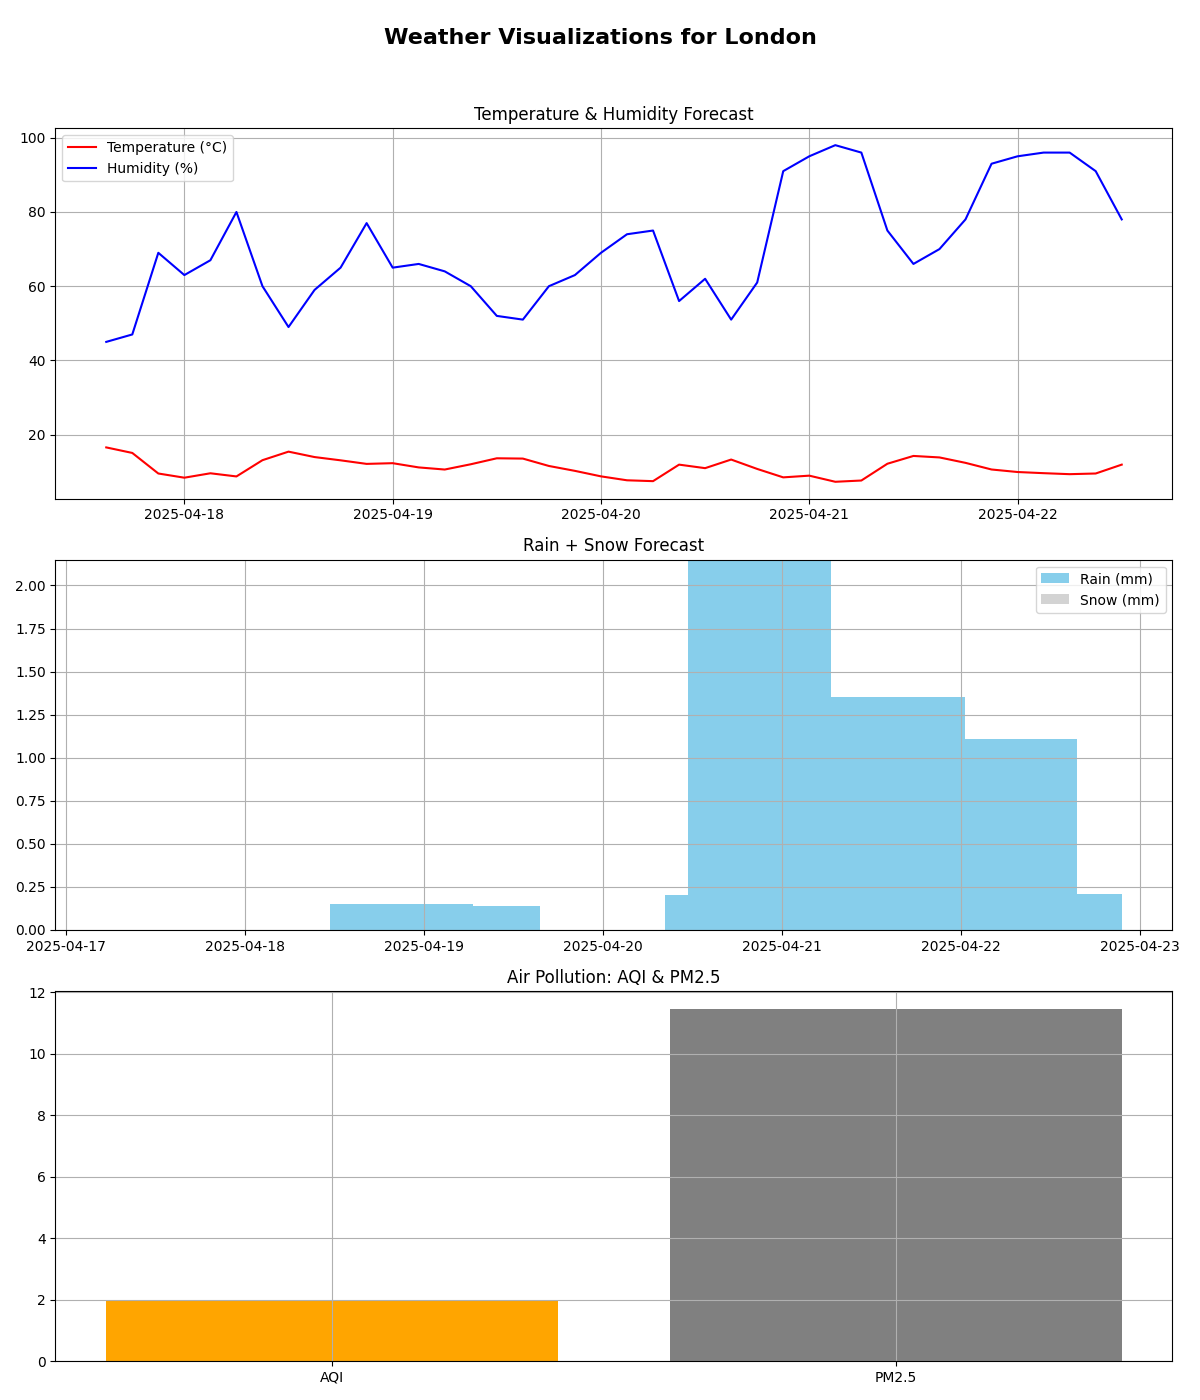 Weather Visualizations for London
Temperature & Humidity Forecast
Temperature (°C)
Humidity (%)
100
80
60
40
20
2025-04-18 2025-04-19 2025-04-20 2025-04-21 2025-04-22
Rain + Snow Forecast
Rain (mm)
Snow (mm)
2.00
1.75
1.50
1.25
1.00
0.75
0.50
0.25
0.00
2025-04-17 2025-04-18 2025-04-19 2025-04-20 2025-04-21 2025-04-22 2025-04-23
Air Pollution: AQI & PM2.5
12
10
8
6
4
2
0
AQI PM2.5